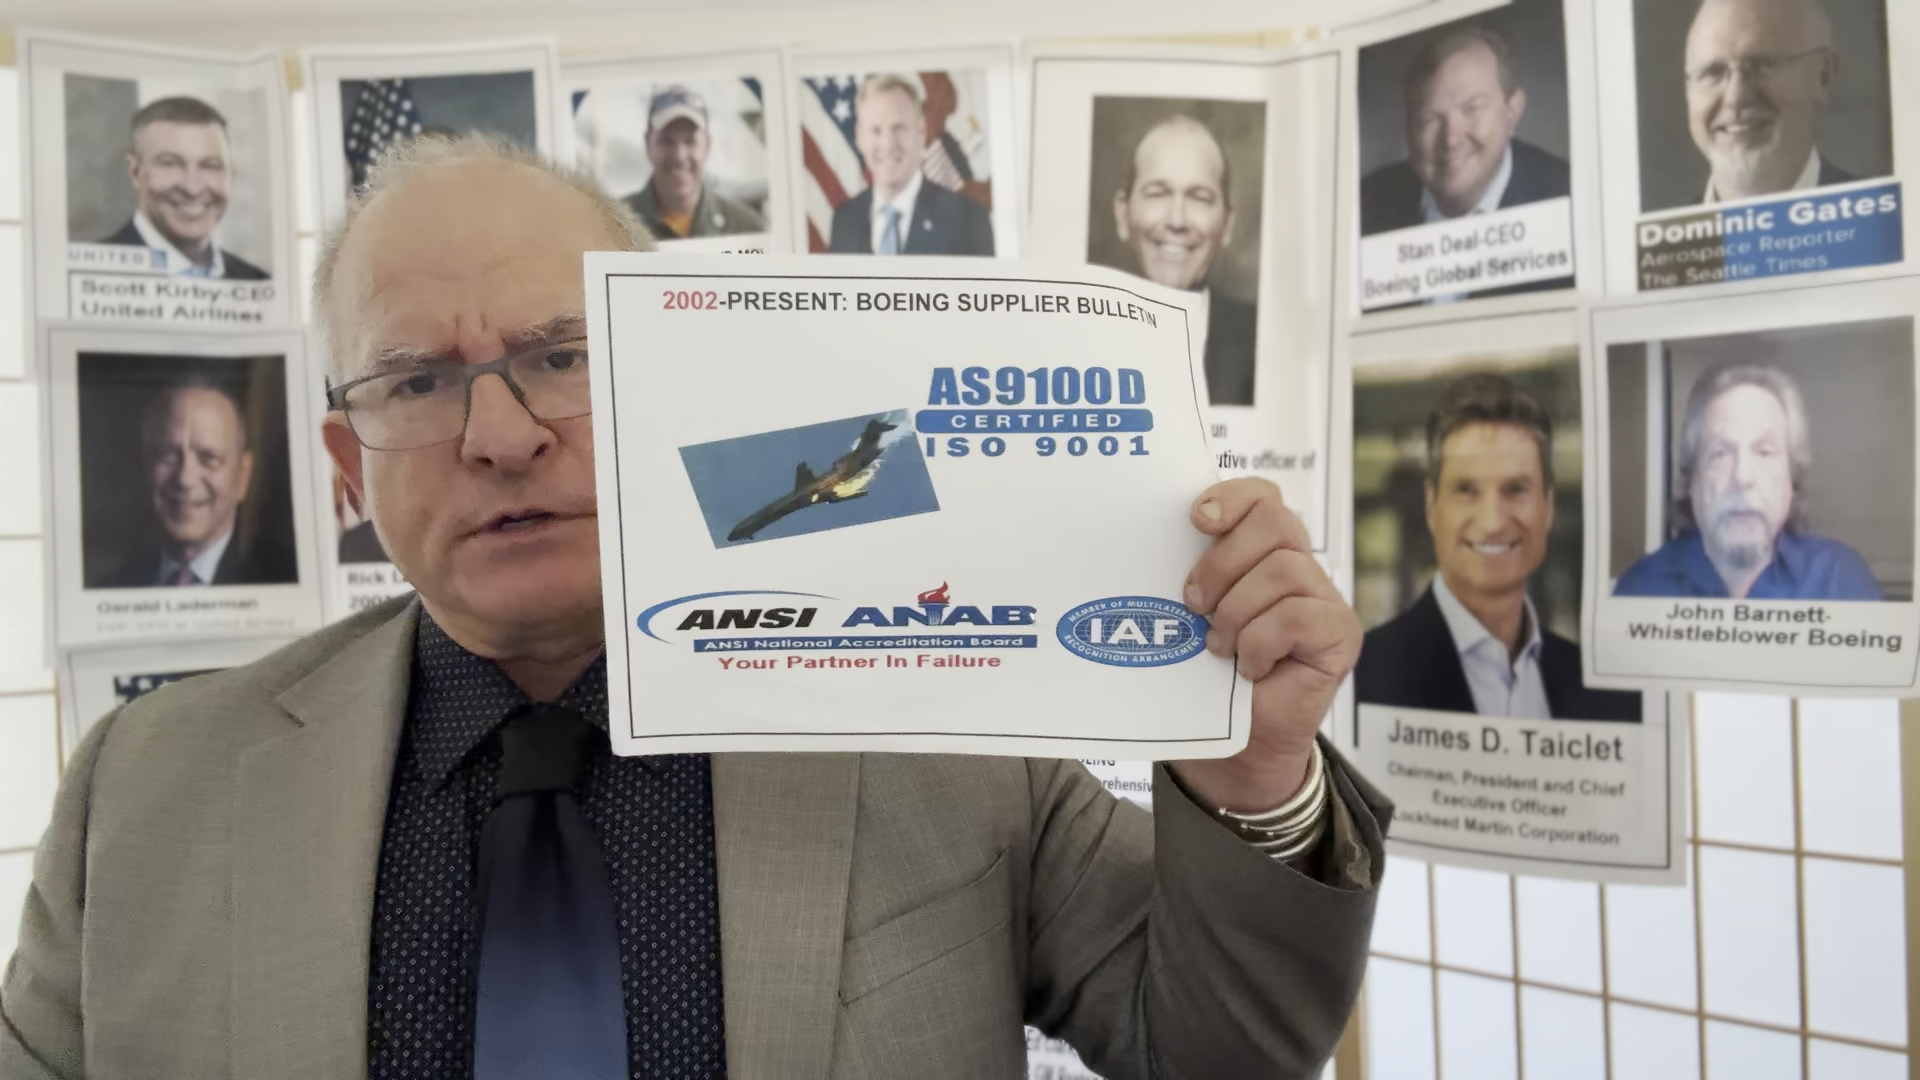 UNITED
Scott Kirby-CEO
United Airlines
Stan Deal-CEO
Boeing Global Services
Dominic Gates
Aerospace Reporter
The Seattle Times
2002-PRESENT: BOEING SUPPLIER BULLETIN
AS9100D
CERTIFIED
ISO 9001
ANSI ANAB
ANSI National Accreditation Board
Your Partner In Failure
MEMBER OF MULTILATERAL
IAF
RECOGNITION ARRANGEMENT
Gerald Laderman
Rick
officer of
John Barnett-
Whistleblower Boeing
James D. Taiclet
Chairman, President and Chief
Executive Officer
Lockheed Martin Corporation